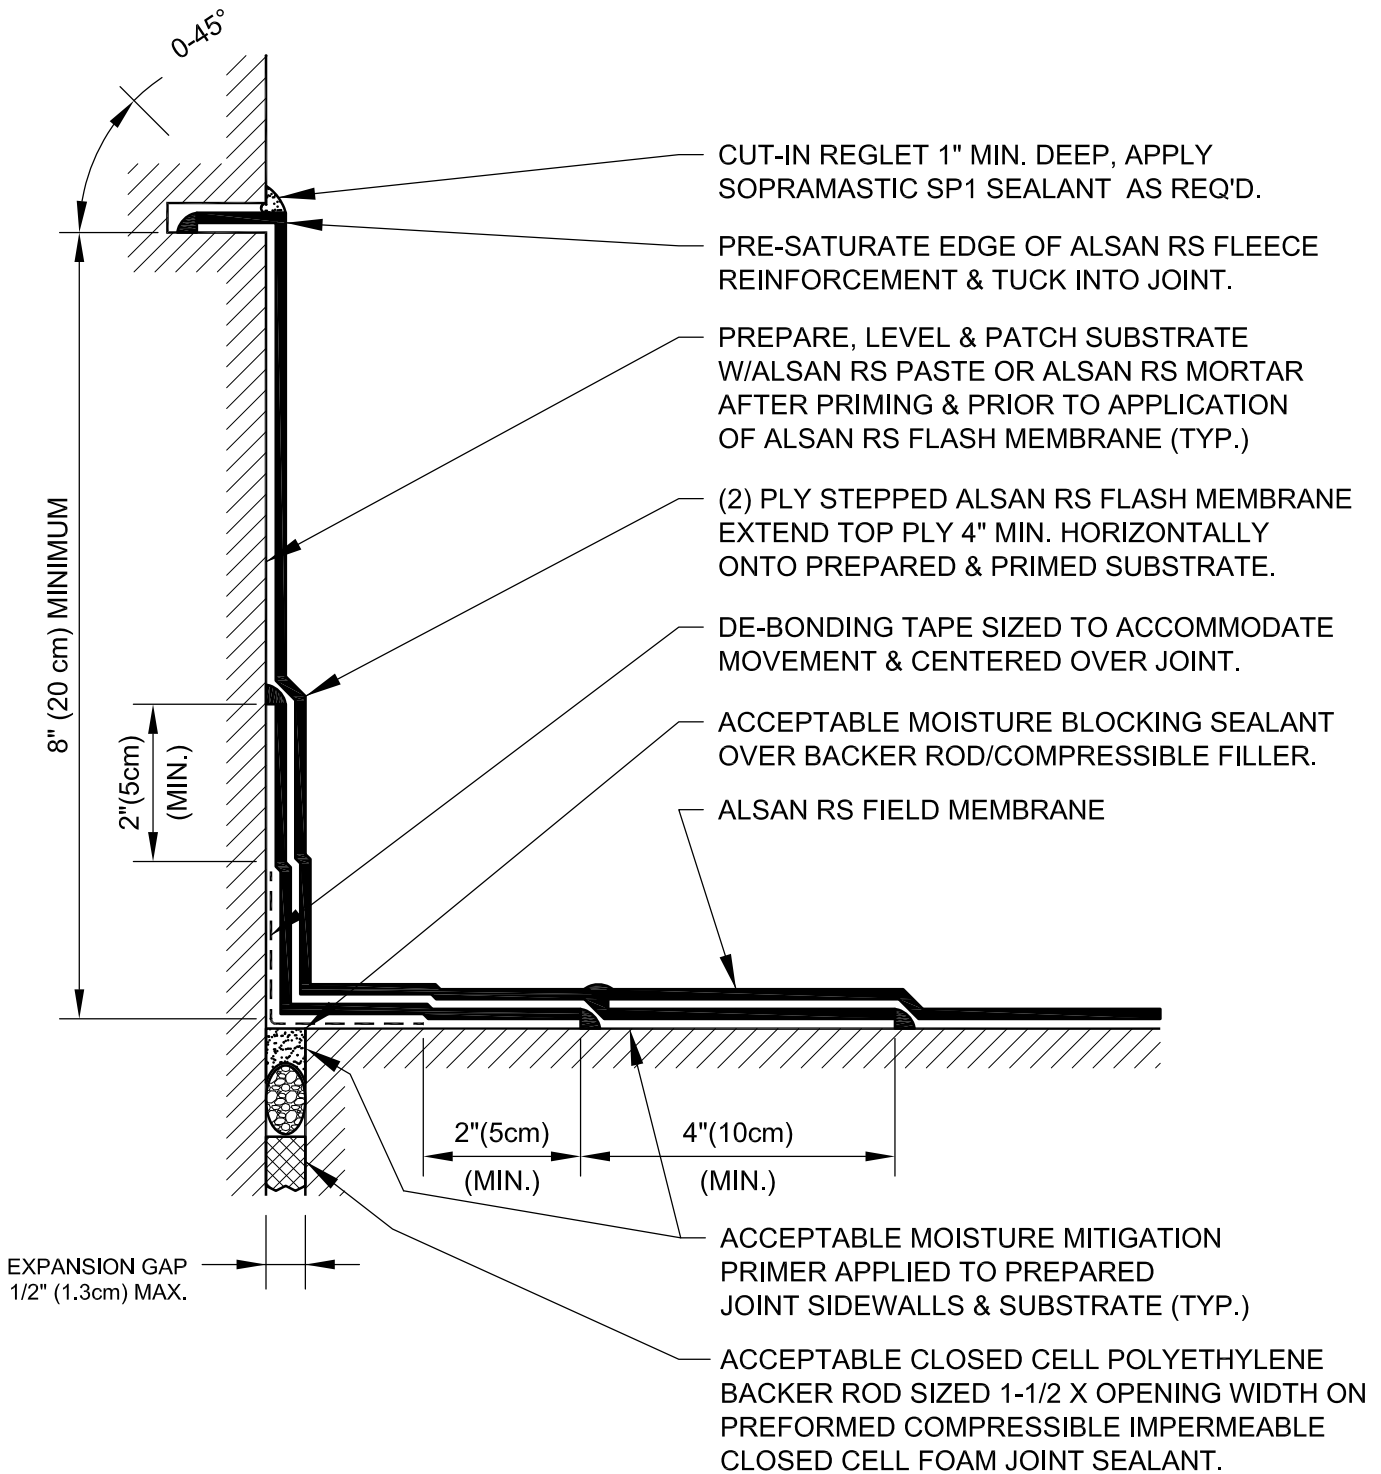 0-45°
CUT-IN REGLET 1" MIN. DEEP, APPLY
SOPRAMASTIC SP1 SEALANT AS REQ'D.
PRE-SATURATE EDGE OF ALSAN RS FLEECE
REINFORCEMENT & TUCK INTO JOINT.
PREPARE, LEVEL & PATCH SUBSTRATE
W/ALSAN RS PASTE OR ALSAN RS MORTAR
AFTER PRIMING & PRIOR TO APPLICATION
OF ALSAN RS FLASH MEMBRANE (TYP.)
(2) PLY STEPPED ALSAN RS FLASH MEMBRANE
EXTEND TOP PLY 4" MIN. HORIZONTALLY
ONTO PREPARED & PRIMED SUBSTRATE.
DE-BONDING TAPE SIZED TO ACCOMMODATE
MOVEMENT & CENTERED OVER JOINT.
ACCEPTABLE MOISTURE BLOCKING SEALANT
OVER BACKER ROD/COMPRESSIBLE FILLER.
ALSAN RS FIELD MEMBRANE
8" (20 cm) MINIMUM
2"(5cm)
(MIN.)
2"(5cm)
(MIN.)
4"(10cm)
(MIN.)
EXPANSION GAP
1/2" (1.3cm) MAX.
ACCEPTABLE MOISTURE MITIGATION
PRIMER APPLIED TO PREPARED
JOINT SIDEWALLS & SUBSTRATE (TYP.)
ACCEPTABLE CLOSED CELL POLYETHYLENE
BACKER ROD SIZED 1-1/2 X OPENING WIDTH ON
PREFORMED COMPRESSIBLE IMPERMEABLE
CLOSED CELL FOAM JOINT SEALANT.